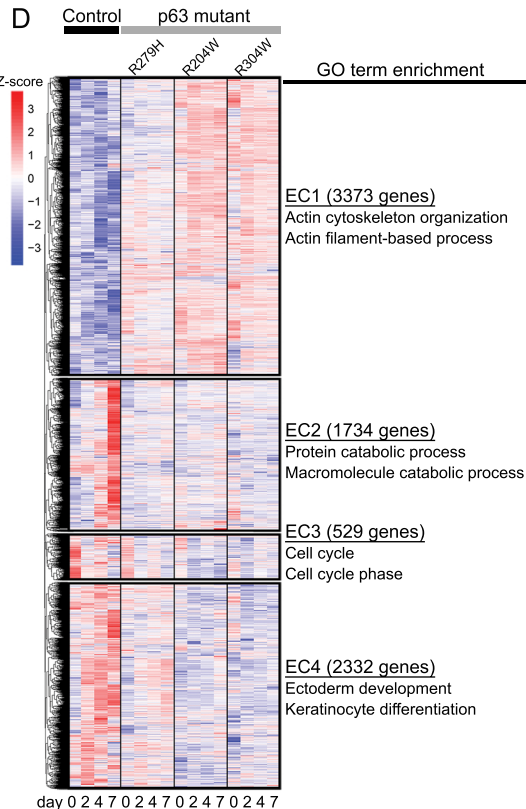 D
Control p63 mutant
R279H R204W R304W
Z-score
GO term enrichment
3
2
1
0
−1
−2
−3
EC1 (3373 genes)
Actin cytoskeleton organization
Actin filament-based process
EC2 (1734 genes)
Protein catabolic process
Macromolecule catabolic process
EC3 (529 genes)
Cell cycle
Cell cycle phase
EC4 (2332 genes)
Ectoderm development
Keratinocyte differentiation
day 0 2 4 7 0 2 4 7 0 2 4 7 0 2 4 7